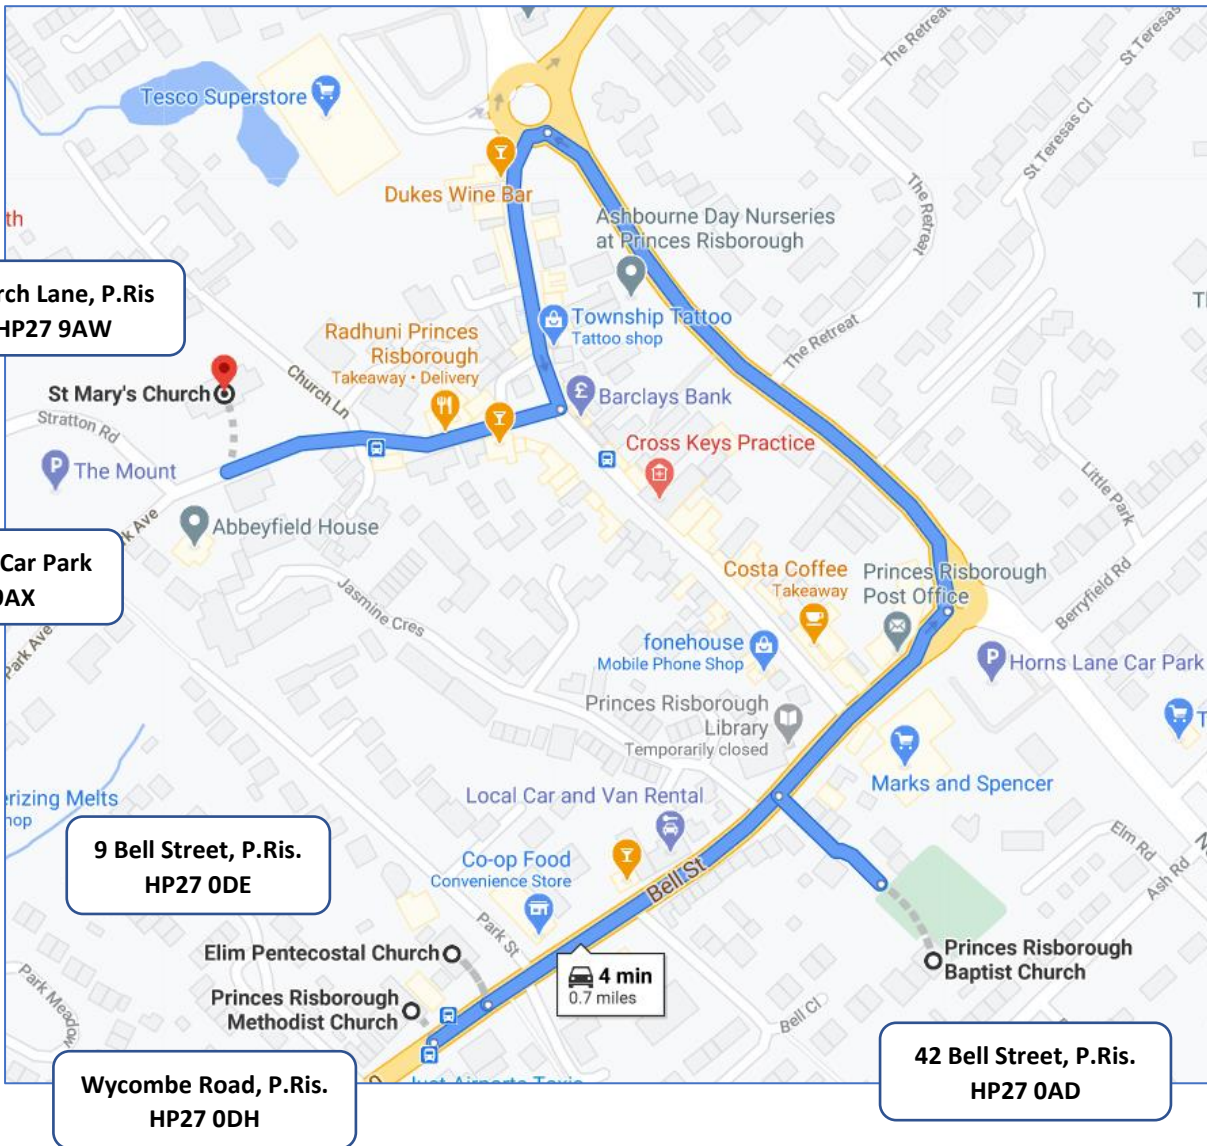 Tesco Superstore
Dukes Wine Bar
The Retreat
St Teresas
St Teresas Cl
The Retreat
Ashbourne Day Nurseries
at Princes Risborough
th
rch Lane, P.Ris
HP27 9AW
Township Tattoo
Tattoo shop
The Retreat
Radhuni Princes
Risborough
Takeaway • Delivery
St Mary's Church
Church Ln
Barclays Bank
Stratton Rd
The Mount
Cross Keys Practice
Little Park
Abbeyfield House
k Ave
Car Park
9AX
Jasmine Cres
Costa Coffee
Takeaway
Princes Risborough
Post Office
Berryfield Rd
Park Ave
fonehouse
Mobile Phone Shop
Horns Lane Car Park
Princes Risborough
Library
Temporarily closed
Marks and Spencer
erizing Melts
hop
Local Car and Van Rental
9 Bell Street, P.Ris.
HP27 0DE
Co-op Food
Convenience Store
Bell St
Elm Rd
Ash Rd
Park St
Elim Pentecostal Church
Princes Risborough
Baptist Church
4 min
0.7 miles
Princes Risborough
Methodist Church
Park Meadow
Bell Cl
Wycombe Road, P.Ris.
HP27 0DH
42 Bell Street, P.Ris.
HP27 0AD